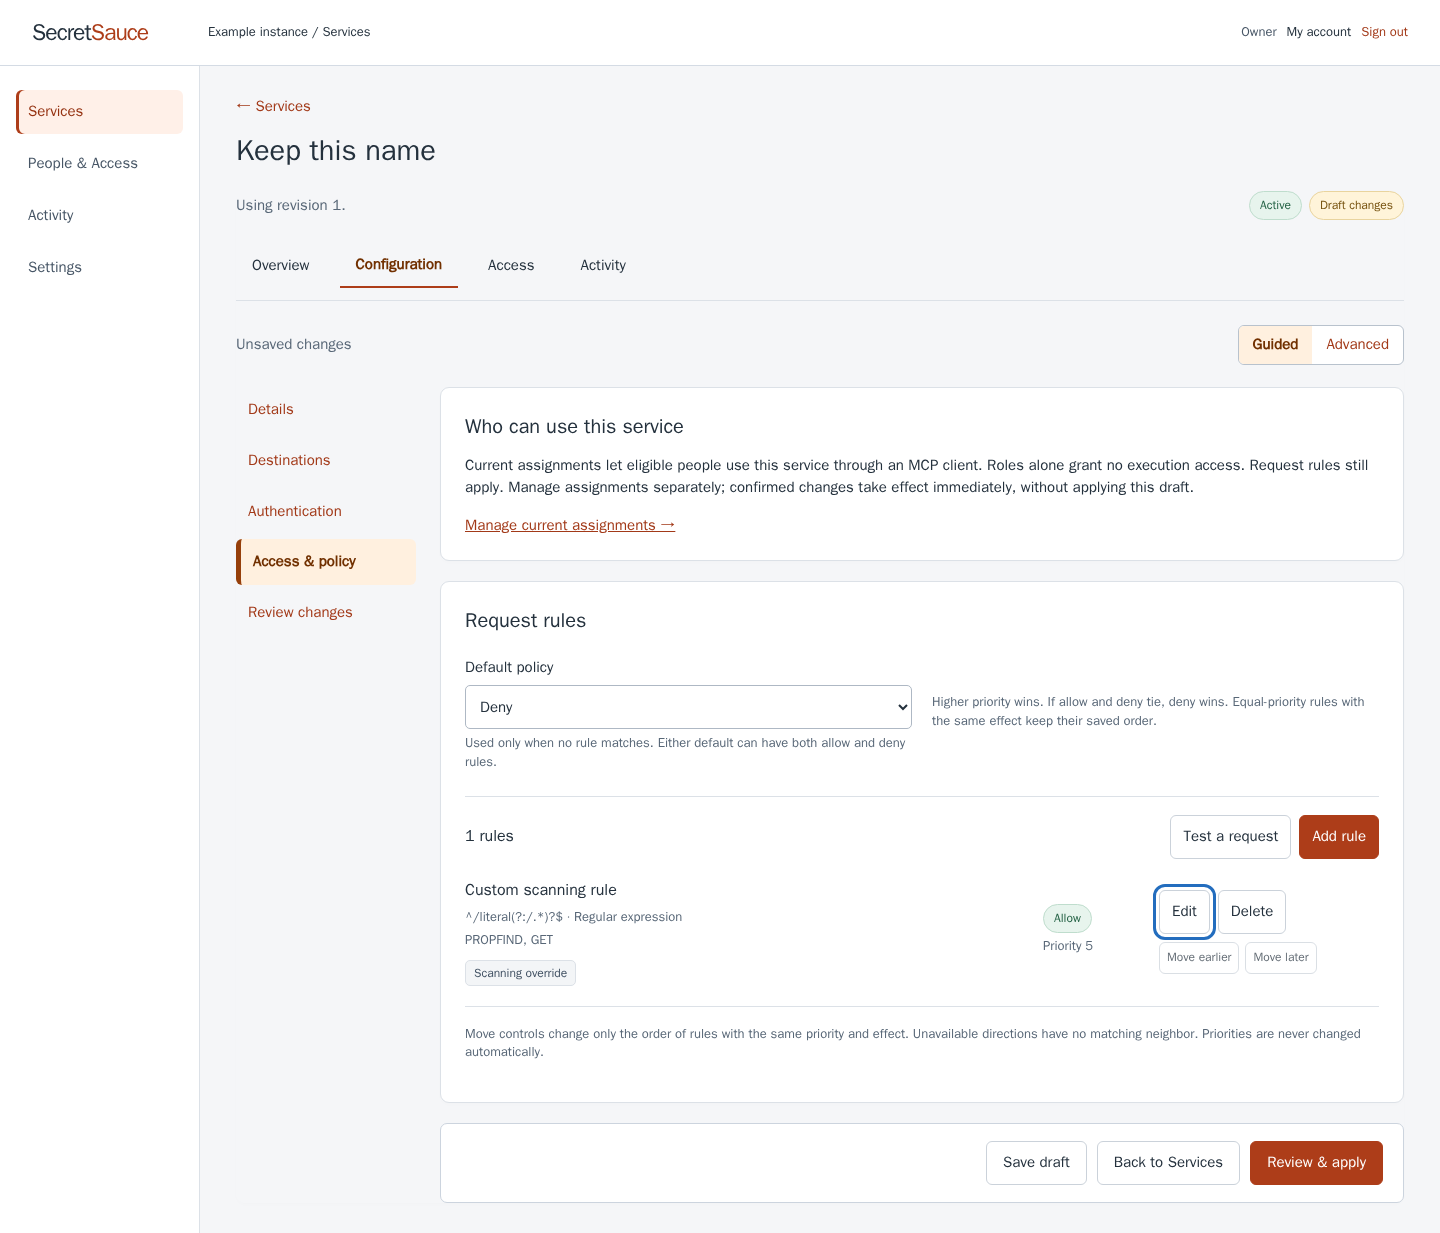 SecretSauce
Example instance / Services
Owner My account Sign out
Services
People & Access
Activity
Settings
← Services
Keep this name
Using revision 1.
Active
Draft changes
Overview
Configuration
Access
Activity
Unsaved changes
Guided
Advanced
Details
Destinations
Authentication
Access & policy
Review changes
Who can use this service
Current assignments let eligible people use this service through an MCP client. Roles alone grant no execution access. Request rules still
apply. Manage assignments separately; confirmed changes take effect immediately, without applying this draft.
Manage current assignments →
Request rules
Default policy
Deny
Used only when no rule matches. Either default can have both allow and deny
rules.
Higher priority wins. If allow and deny tie, deny wins. Equal-priority rules with
the same effect keep their saved order.
1 rules
Test a request
Add rule
Custom scanning rule
^/literal(?:/.*)?$ · Regular expression
PROPFIND, GET
Scanning override
Allow
Priority 5
Edit
Delete
Move earlier
Move later
Move controls change only the order of rules with the same priority and effect. Unavailable directions have no matching neighbor. Priorities are never changed
automatically.
Save draft
Back to Services
Review & apply